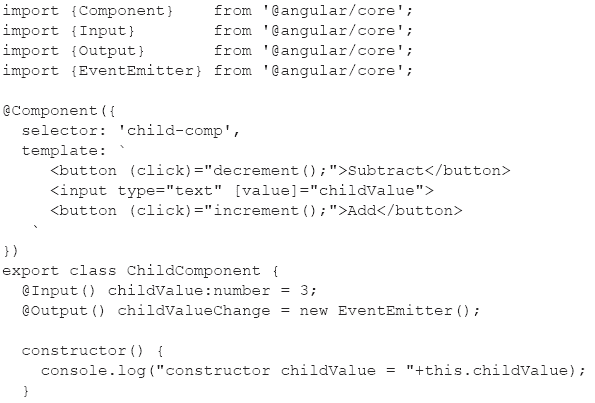 import {Component}    from '@angular/core';
import {Input}        from '@angular/core';
import {Output}       from '@angular/core';
import {EventEmitter} from '@angular/core';

@Component({
  selector: 'child-comp',
  template: `
     <button (click)="decrement();">Subtract</button>
     <input type="text" [value]="childValue">
     <button (click)="increment();">Add</button>
   `
})
export class ChildComponent {
  @Input() childValue:number = 3;
  @Output() childValueChange = new EventEmitter();

  constructor() {
    console.log("constructor childValue = "+this.childValue);
  }